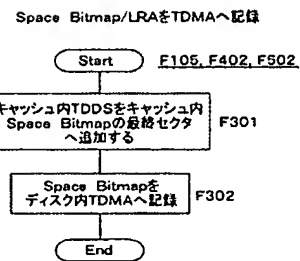 Space Bitmap/LRAをTDMAへ記録
Start
F105, F402, F502
キャッシュ内TDDSをキャッシュ内
Space Bitmapの最終セクタ
へ追加する
F301
Space Bitmapを
ディスク内TDMAへ記録
F302
End